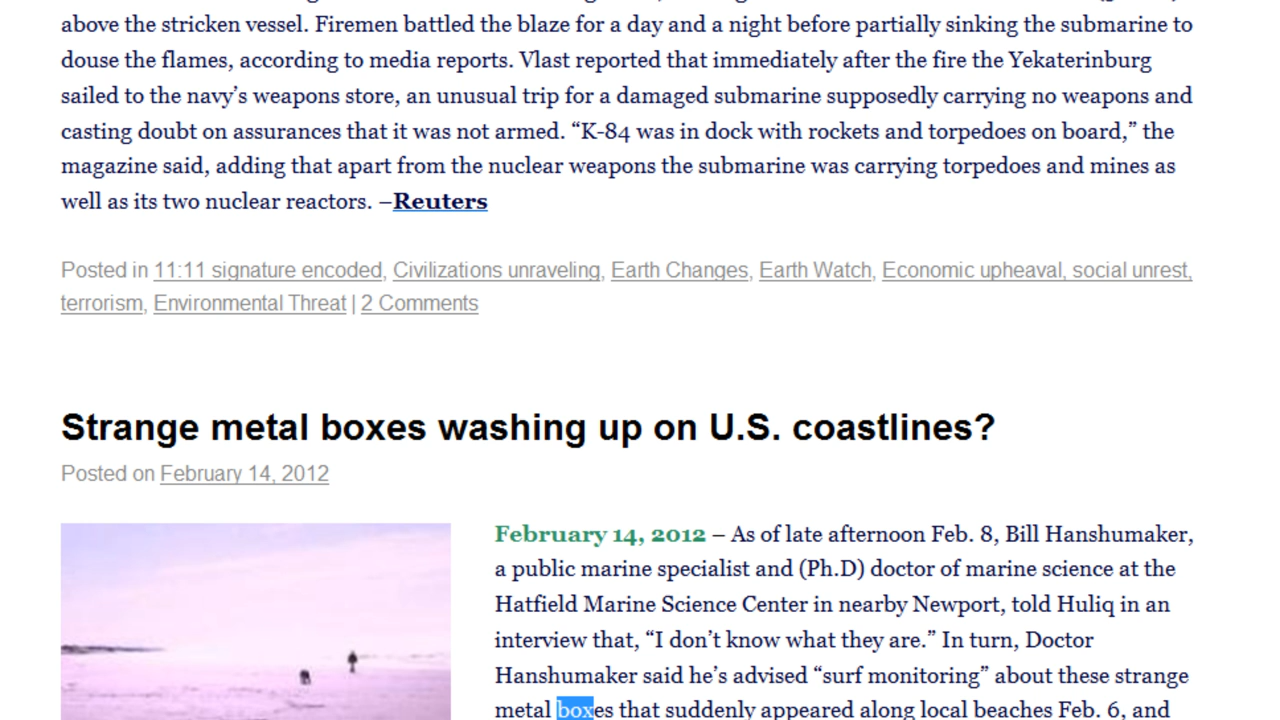 above the stricken vessel. Firemen battled the blaze for a day and a night before partially sinking the submarine to
douse the flames, according to media reports. Vlast reported that immediately after the fire the Yekaterinburg
sailed to the navy’s weapons store, an unusual trip for a damaged submarine supposedly carrying no weapons and
casting doubt on assurances that it was not armed. “K-84 was in dock with rockets and torpedoes on board,” the
magazine said, adding that apart from the nuclear weapons the submarine was carrying torpedoes and mines as
well as its two nuclear reactors. –Reuters
Posted in 11:11 signature encoded, Civilizations unraveling, Earth Changes, Earth Watch, Economic upheaval, social unrest,
terrorism, Environmental Threat | 2 Comments
Strange metal boxes washing up on U.S. coastlines?
Posted on February 14, 2012
February 14, 2012 – As of late afternoon Feb. 8, Bill Hanshumaker,
a public marine specialist and (Ph.D) doctor of marine science at the
Hatfield Marine Science Center in nearby Newport, told Huliq in an
interview that, “I don’t know what they are.” In turn, Doctor
Hanshumaker said he’s advised “surf monitoring” about these strange
metal boxes that suddenly appeared along local beaches Feb. 6, and